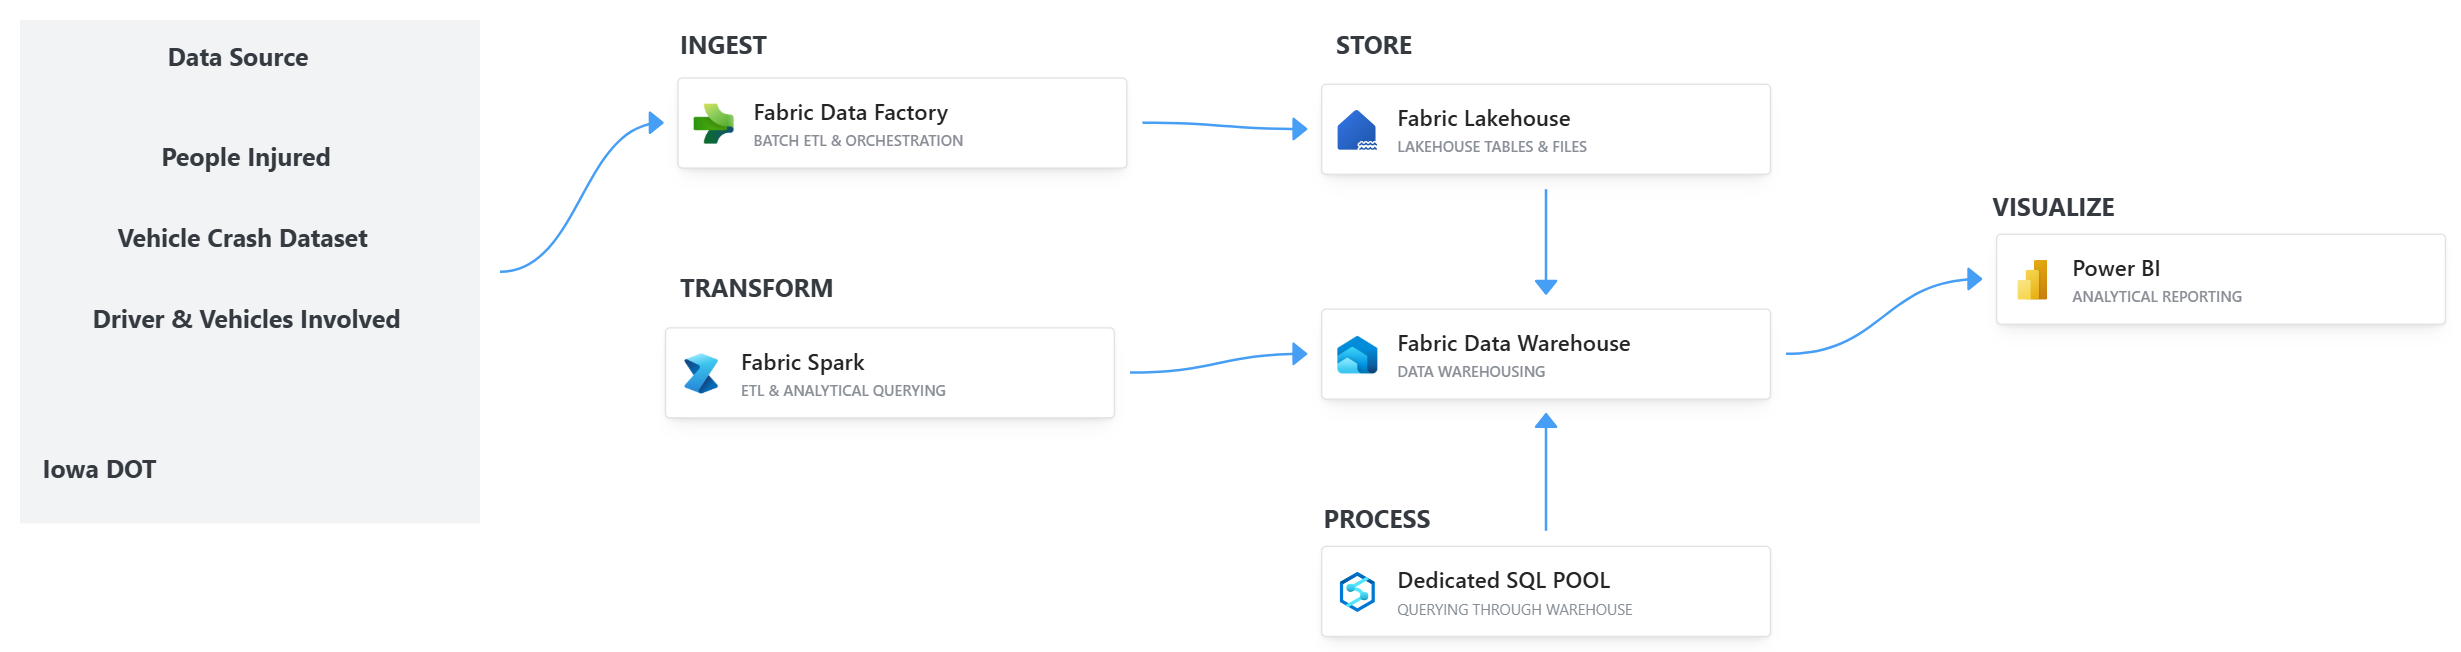 Data Source
People Injured
Vehicle Crash Dataset
Driver & Vehicles Involved
Iowa DOT
INGEST
Fabric Data Factory
BATCH ETL & ORCHESTRATION
TRANSFORM
Fabric Spark
ETL & ANALYTICAL QUERYING
STORE
Fabric Lakehouse
LAKEHOUSE TABLES & FILES
Fabric Data Warehouse
DATA WAREHOUSING
PROCESS
Dedicated SQL POOL
QUERYING THROUGH WAREHOUSE
VISUALIZE
Power BI
ANALYTICAL REPORTING